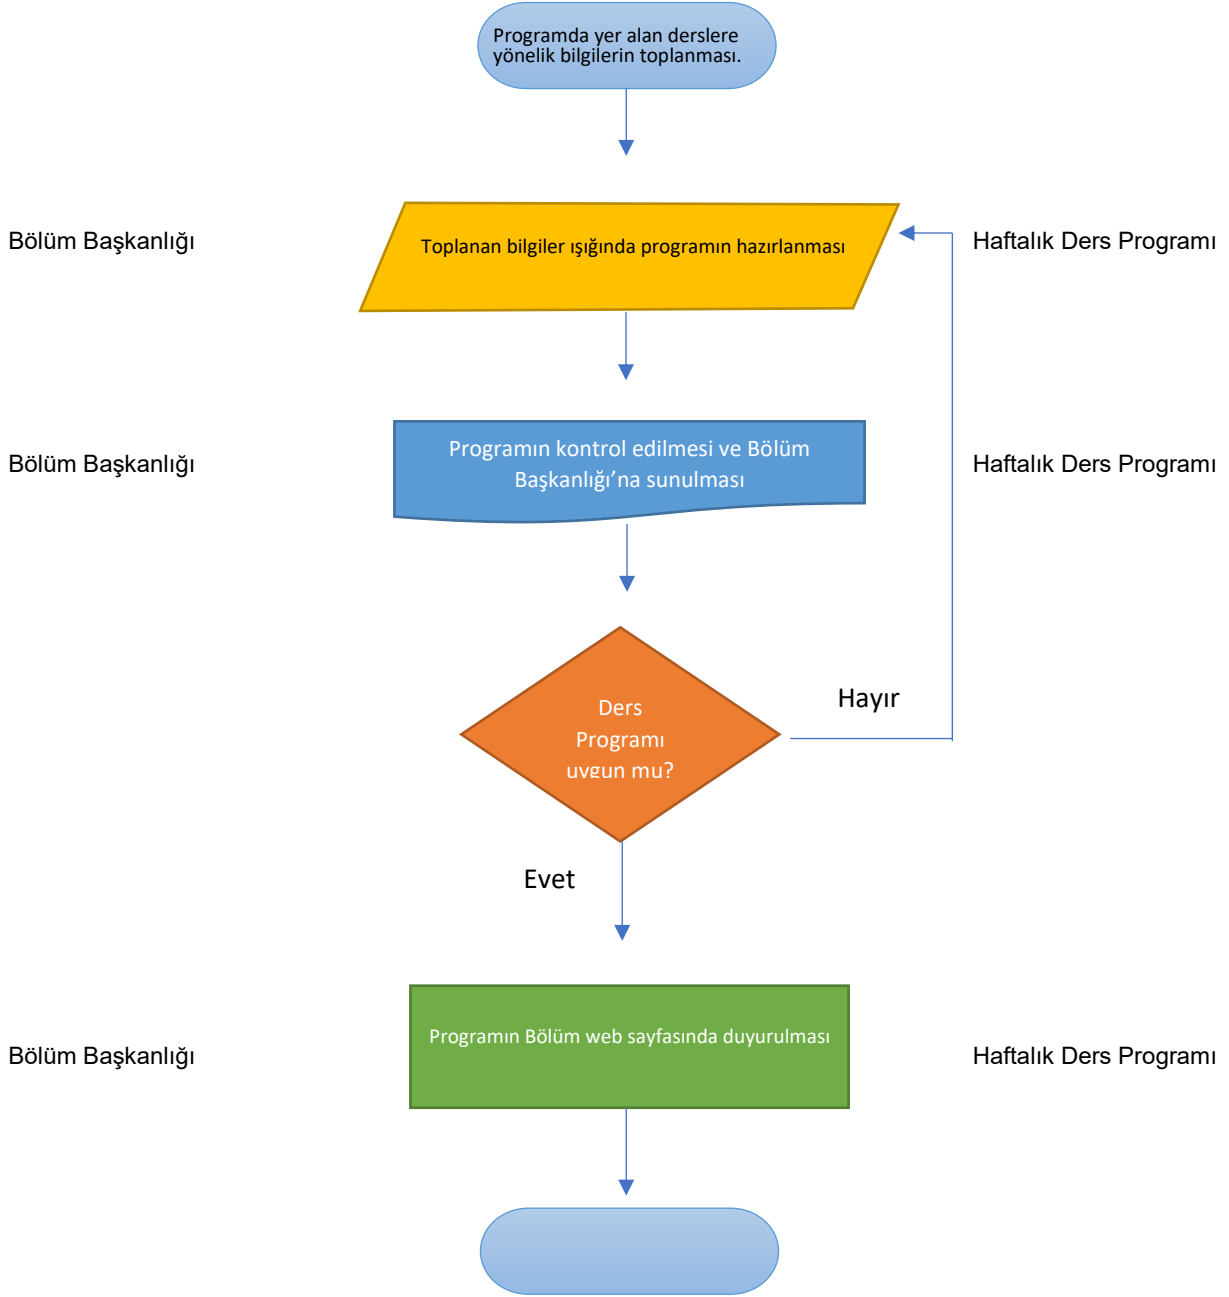 Programda yer alan derslere
yönelik bilgilerin toplanması.
Bölüm Başkanlığı
Toplanan bilgiler ışığında programın hazırlanması
Haftalık Ders Programı
Bölüm Başkanlığı
Programın kontrol edilmesi ve Bölüm
Başkanlığı’na sunulması
Haftalık Ders Programı
Ders
Programı
uygun mu?
Hayır
Evet
Bölüm Başkanlığı
Programın Bölüm web sayfasında duyurulması
Haftalık Ders Programı